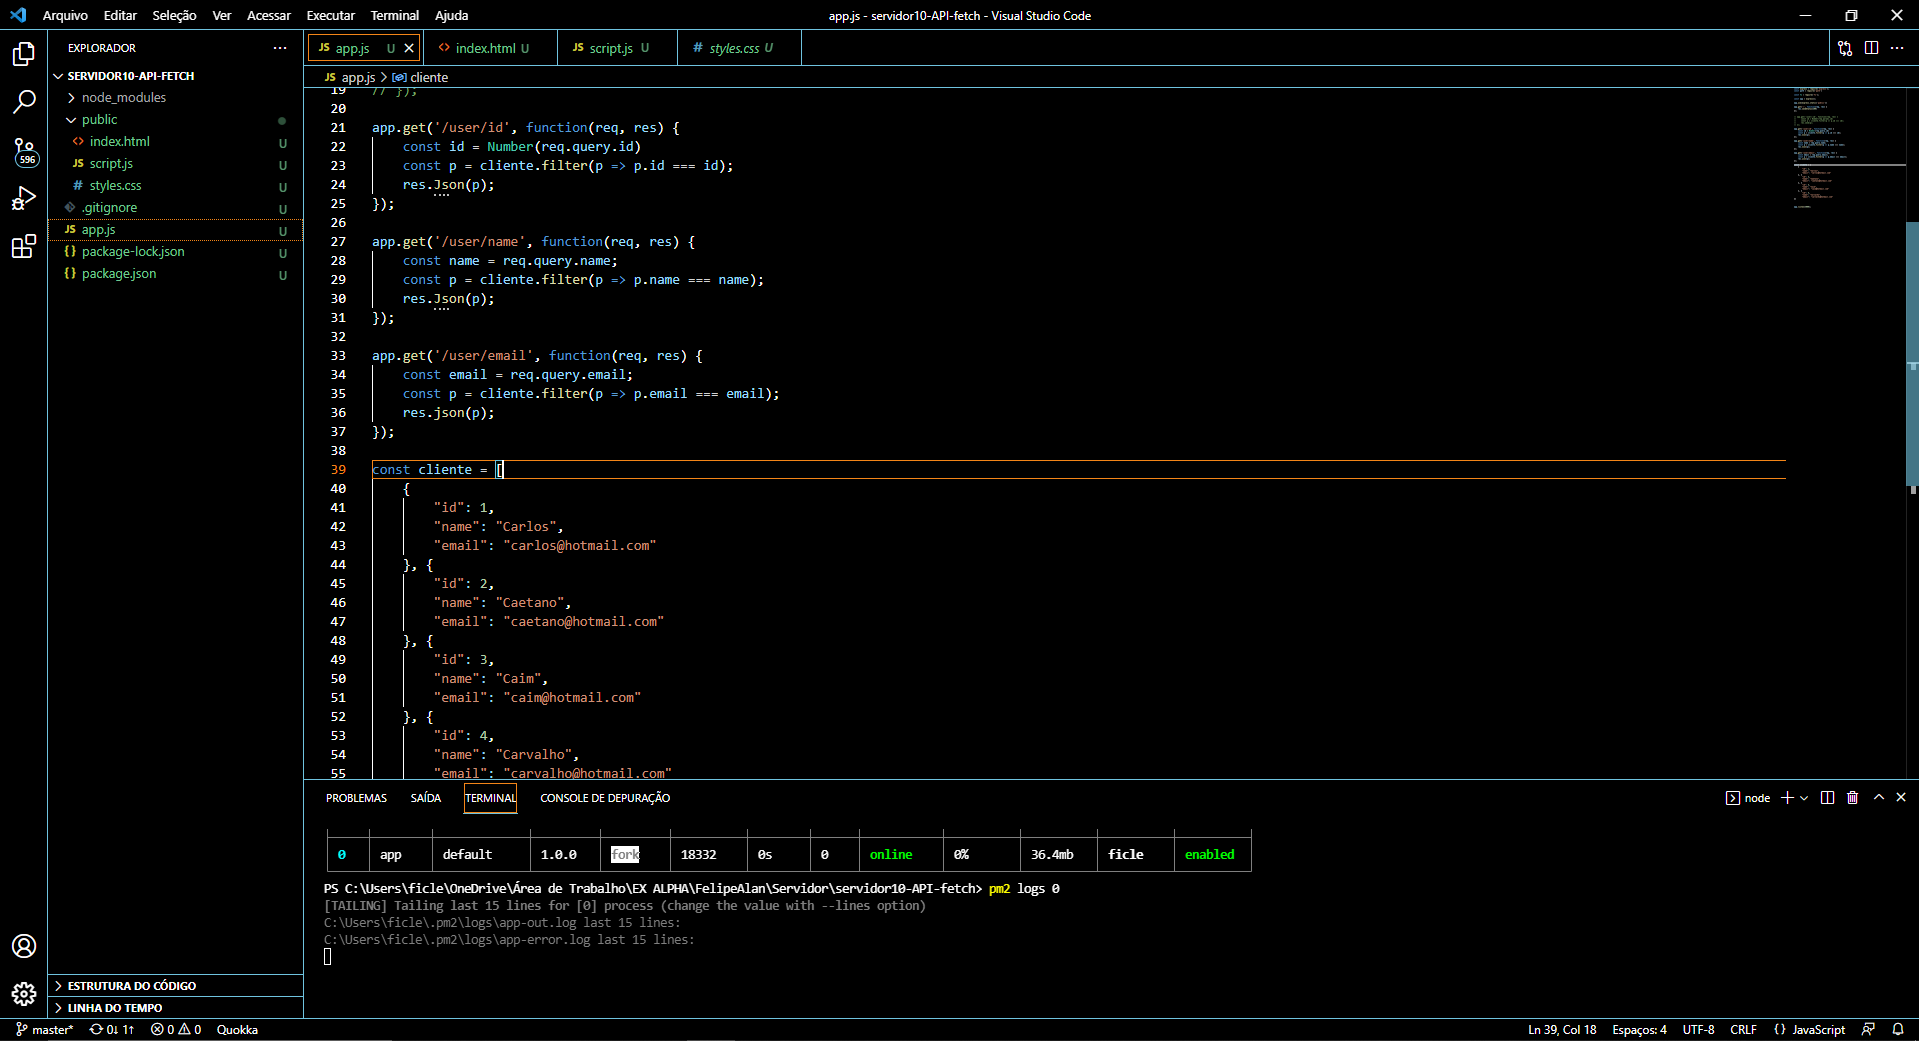 Arquivo Editar Seleção Ver Acessar Executar Terminal Ajuda
app.js - servidor10-API-fetch - Visual Studio Code
EXPLORADOR
SERVIDOR10-API-FETCH
node_modules
public
index.html U
JS script.js U
# styles.css U
.gitignore U
JS app.js U
{} package-lock.json U
{} package.json U
ESTRUTURA DO CÓDIGO
LINHA DO TEMPO
596
JS app.js U
<> index.html U
JS script.js U
# styles.css U
JS app.js > cliente
19 // });
20
21 app.get('/user/id', function(req, res) {
22 const id = Number(req.query.id)
23 const p = cliente.filter(p => p.id === id);
24 res.Json(p);
25 });
26
27 app.get('/user/name', function(req, res) {
28 const name = req.query.name;
29 const p = cliente.filter(p => p.name === name);
30 res.Json(p);
31 });
32
33 app.get('/user/email', function(req, res) {
34 const email = req.query.email;
35 const p = cliente.filter(p => p.email === email);
36 res.json(p);
37 });
38
39 const cliente = [
40 {
41 "id": 1,
42 "name": "Carlos",
43 "email": "carlos@hotmail.com"
44 }, {
45 "id": 2,
46 "name": "Caetano",
47 "email": "caetano@hotmail.com"
48 }, {
49 "id": 3,
50 "name": "Caim",
51 "email": "caim@hotmail.com"
52 }, {
53 "id": 4,
54 "name": "Carvalho",
55 "email": "carvalho@hotmail.com"
PROBLEMAS SAÍDA TERMINAL CONSOLE DE DEPURAÇÃO
node
0 app default 1.0.0 fork 18332 0s 0 online 0% 36.4mb ficle enabled
PS C:\Users\ficle\OneDrive\Área de Trabalho\EX ALPHA\FelipeAlan\Servidor\servidor10-API-fetch> pm2 logs 0
[TAILING] Tailing last 15 lines for [0] process (change the value with --lines option)
C:\Users\ficle\.pm2\logs\app-out.log last 15 lines:
C:\Users\ficle\.pm2\logs\app-error.log last 15 lines:
master* 0↓ 1↑ 0 0 Quokka
Ln 39, Col 18 Espaços: 4 UTF-8 CRLF {} JavaScript